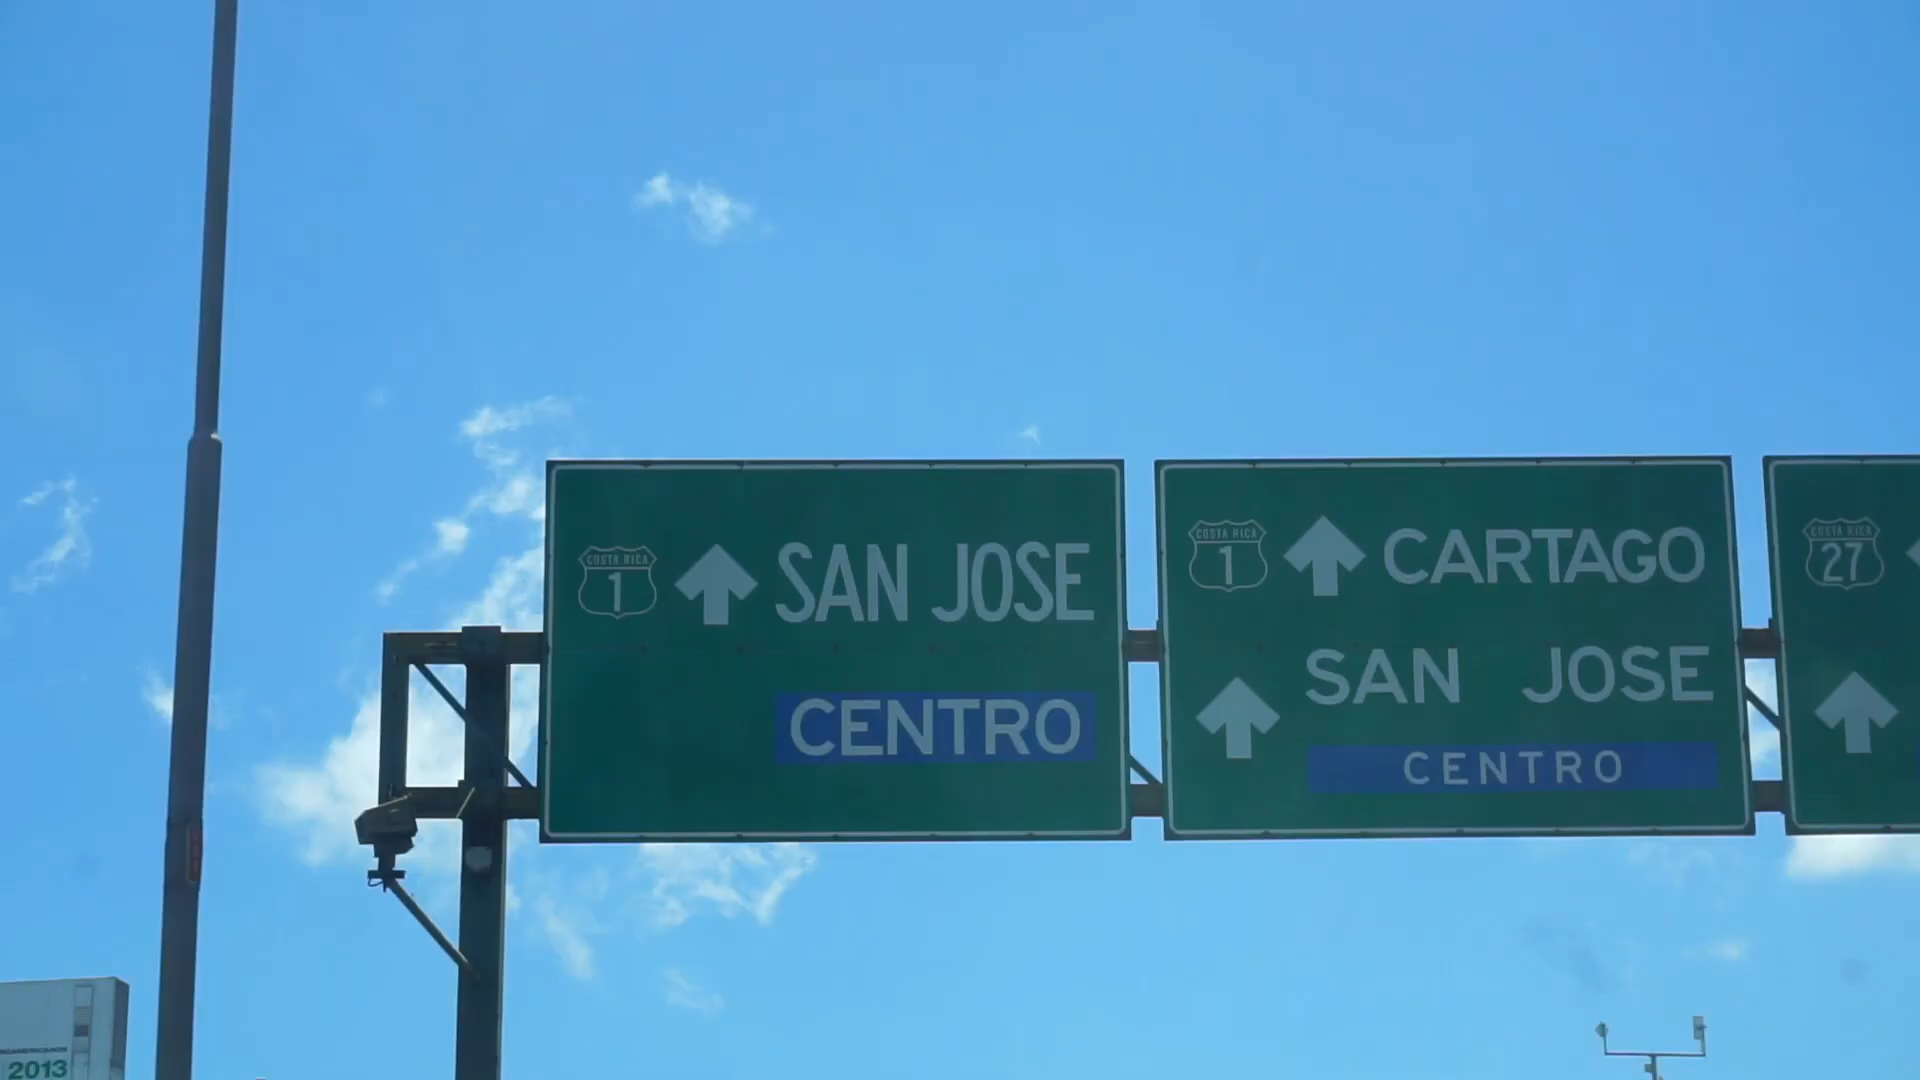 COSTA RICA
1
SAN JOSE
CENTRO
COSTA RICA
1
CARTAGO
SAN JOSE
CENTRO
COSTA RICA
27
2013